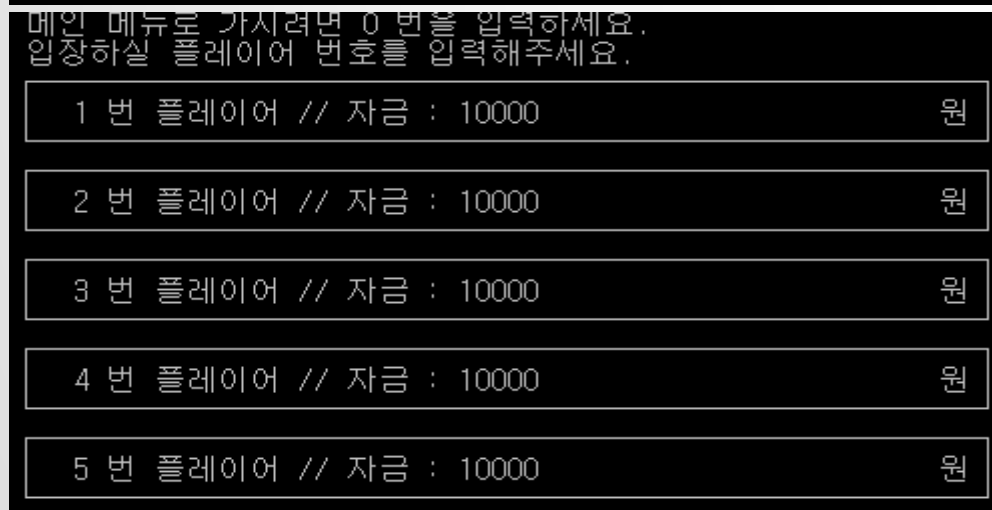 메인 메뉴로 가시려면 0 번을 입력하세요.
입장하실 플레이어 번호를 입력해주세요.
1 번 플레이어 // 자금 : 10000 원
2 번 플레이어 // 자금 : 10000 원
3 번 플레이어 // 자금 : 10000 원
4 번 플레이어 // 자금 : 10000 원
5 번 플레이어 // 자금 : 10000 원